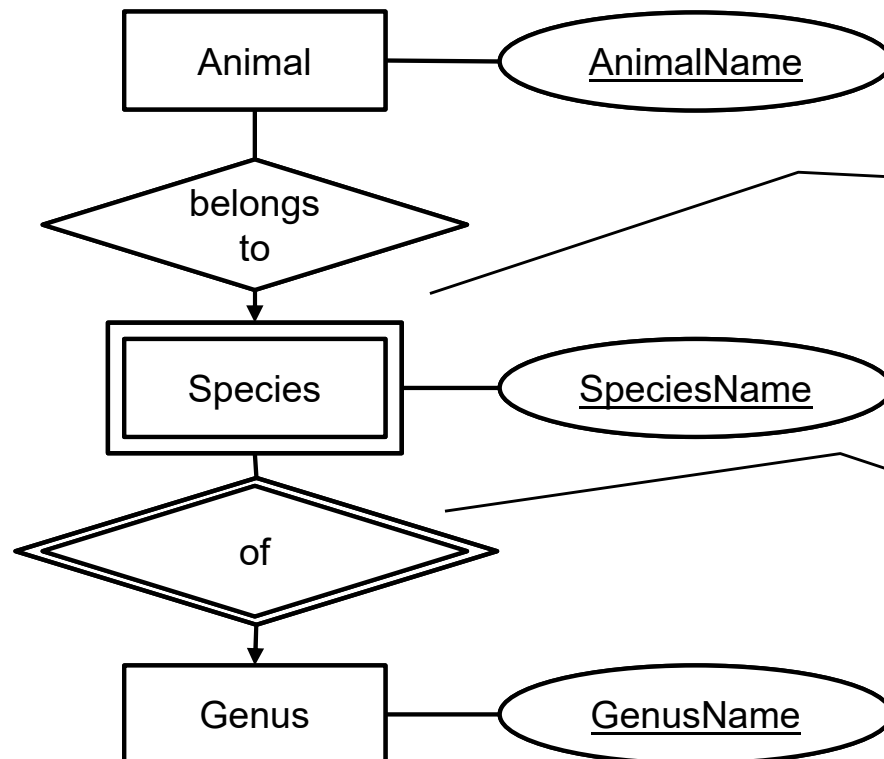 Animal
AnimalName
belongs
to
Species
SpeciesName
of
Genus
GenusName